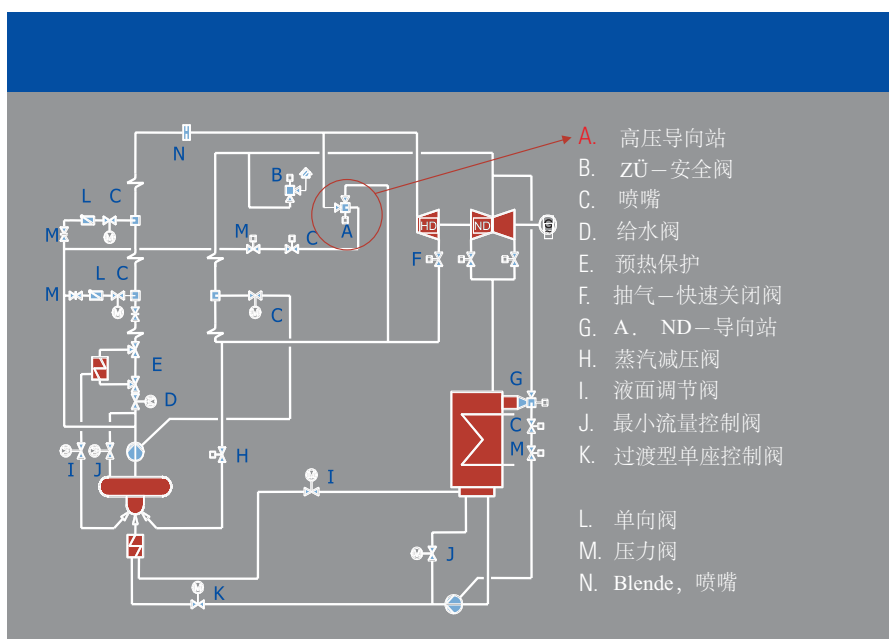 N
B
L C
M
M
C
A
HD
ND
G
F
L C
M
C
E
D
G
C
M
I
J
H
I
J
K
A. 高压导向站
B. ZÜ－安全阀
C. 喷嘴
D. 给水阀
E. 预热保护
F. 抽气－快速关闭阀
G. A. ND－导向站
H. 蒸汽减压阀
I. 液面调节阀
J. 最小流量控制阀
K. 过渡型单座控制阀
L. 单向阀
M. 压力阀
N. Blende，喷嘴